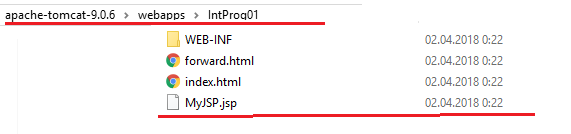 apache-tomcat-9.0.6 › webapps › IntProg01
WEB-INF 02.04.2018 0:22
forward.html 02.04.2018 0:22
index.html 02.04.2018 0:22
MyJSP.jsp 02.04.2018 0:22